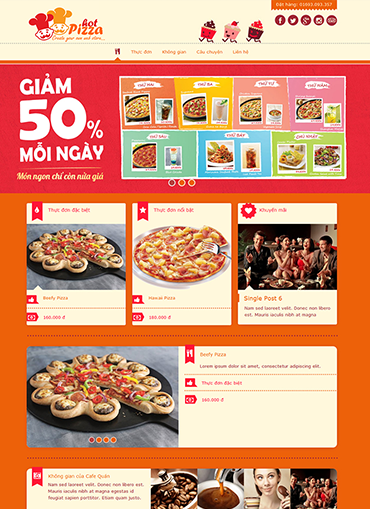 Đặt hàng: 01693.093.357
hot
Pizza
Thực đơn Không gian Câu chuyện Liên hệ
GIẢM
50%
MỖI NGÀY
Món ngon chỉ còn nửa giá
THỨ HAI THỨ BA THỨ TƯ THỨ NĂM
THỨ SÁU THỨ BẢY CHỦ NHẬT
Thực đơn đặc biệt
Beefy Pizza
160,000 đ
Thực đơn nổi bật
Hawaii Pizza
160,000 đ
Khuyến mãi
Single Post 6
Nam sed laoreet velit. Donec non libero
est. Mauris iaculis nibh at magna
Beefy Pizza
Lorem ipsum dolor sit amet, consectetur adipiscing elit.
Thực đơn đặc biệt
160,000 đ
Không gian của Cafe Quán
Nam sed laoreet velit. Donec non libero
est. Mauris iaculis nibh at magna egestas id
feugiat sapien porttitor. Etiam quam justo,